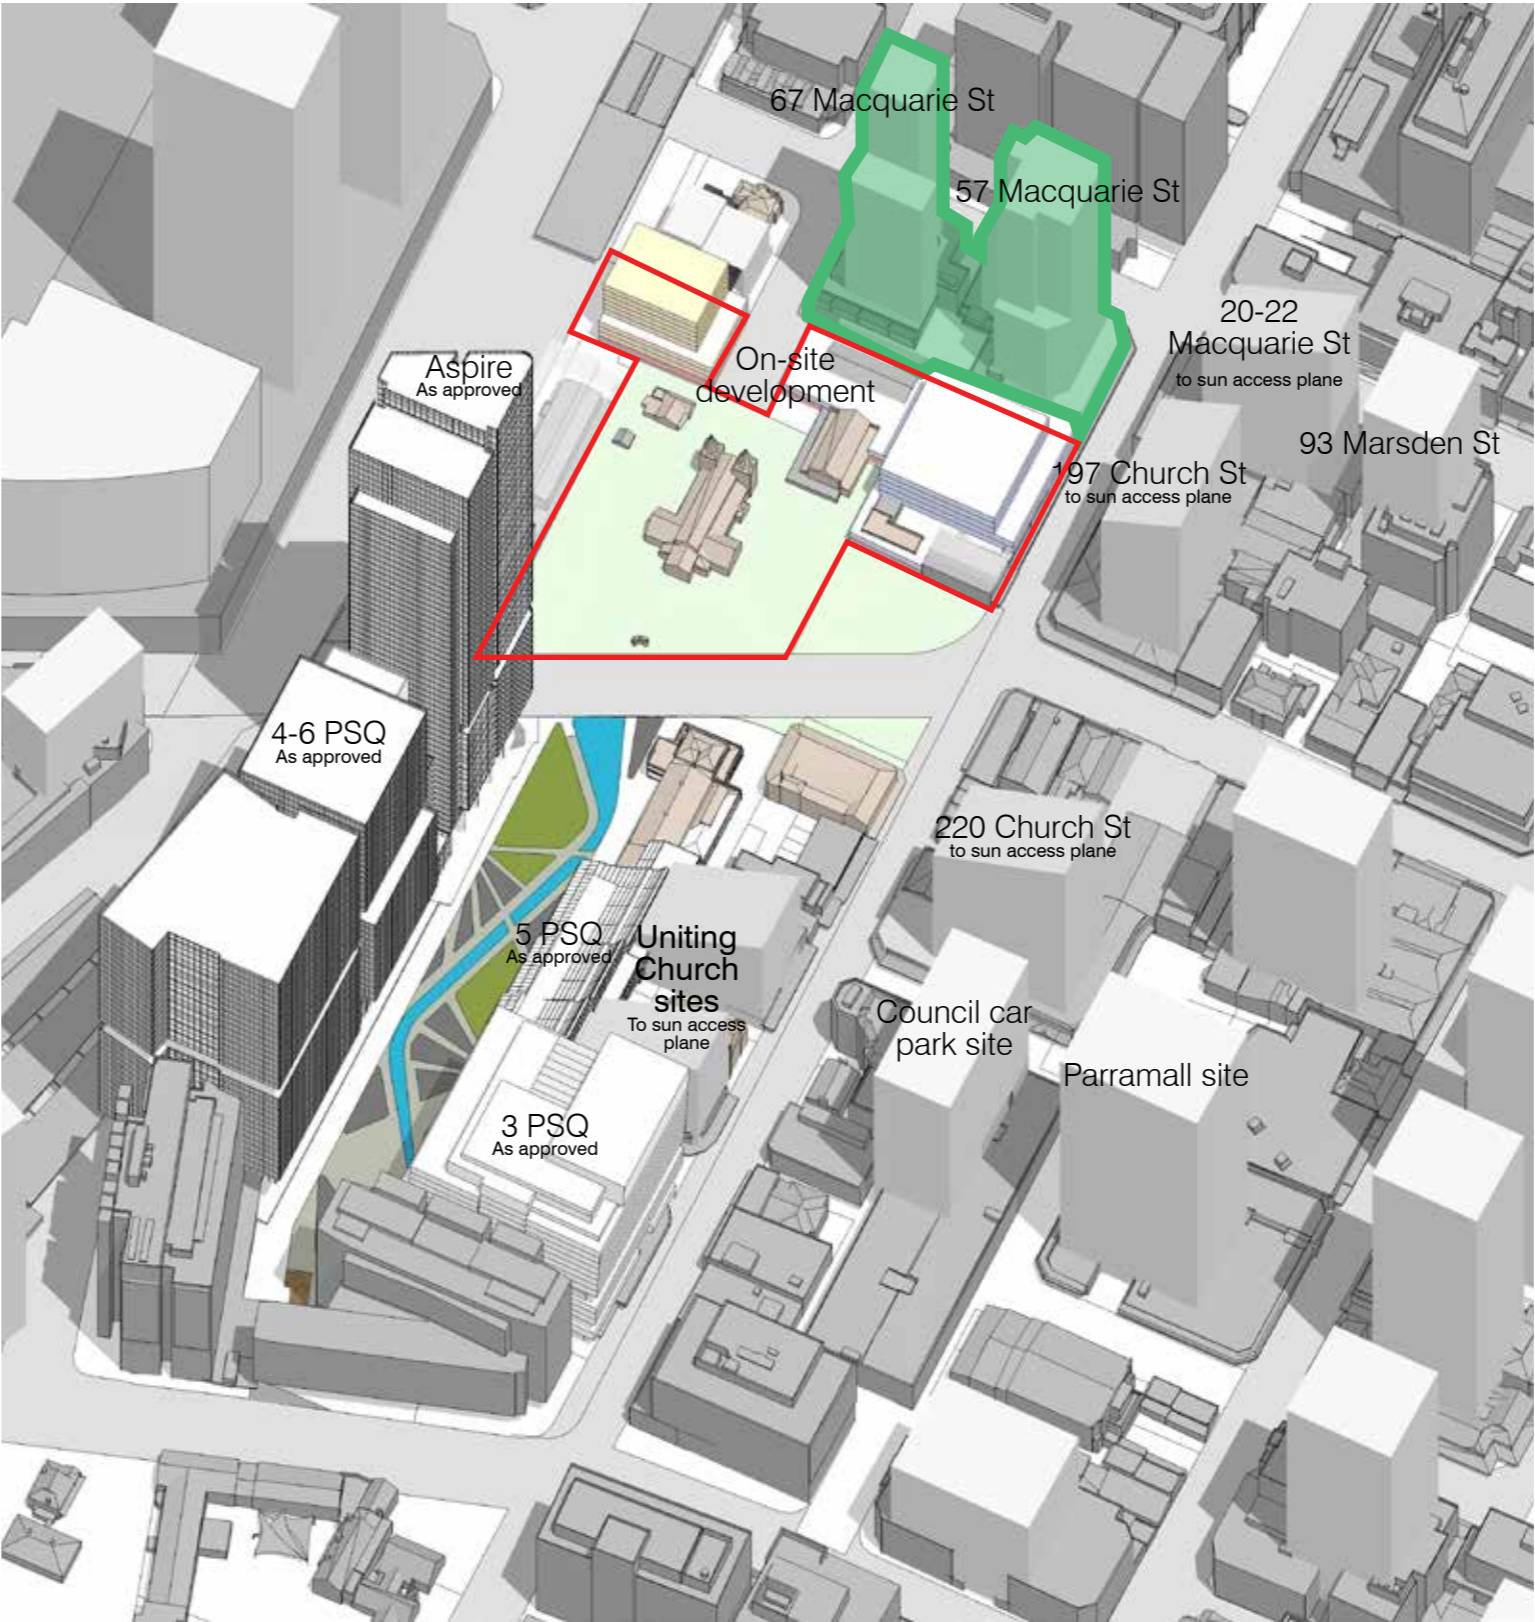 67 Macquarie St
57 Macquarie St
20-22
Macquarie St
to sun access plane
On-site
development
Aspire
As approved
93 Marsden St
197 Church St
to sun access plane
4-6 PSQ
As approved
220 Church St
to sun access plane
5 PSQ
As approved
Uniting
Church
sites
To sun access
plane
Council car
park site
Parramall site
3 PSQ
As approved